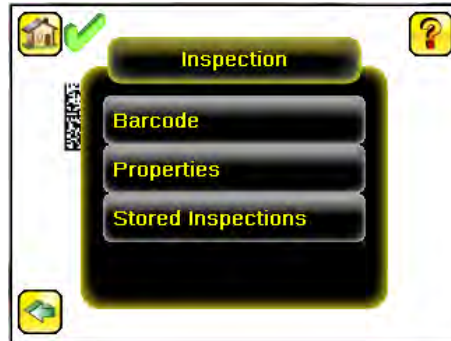 ?
Inspection
Barcode
Properties
Stored Inspections